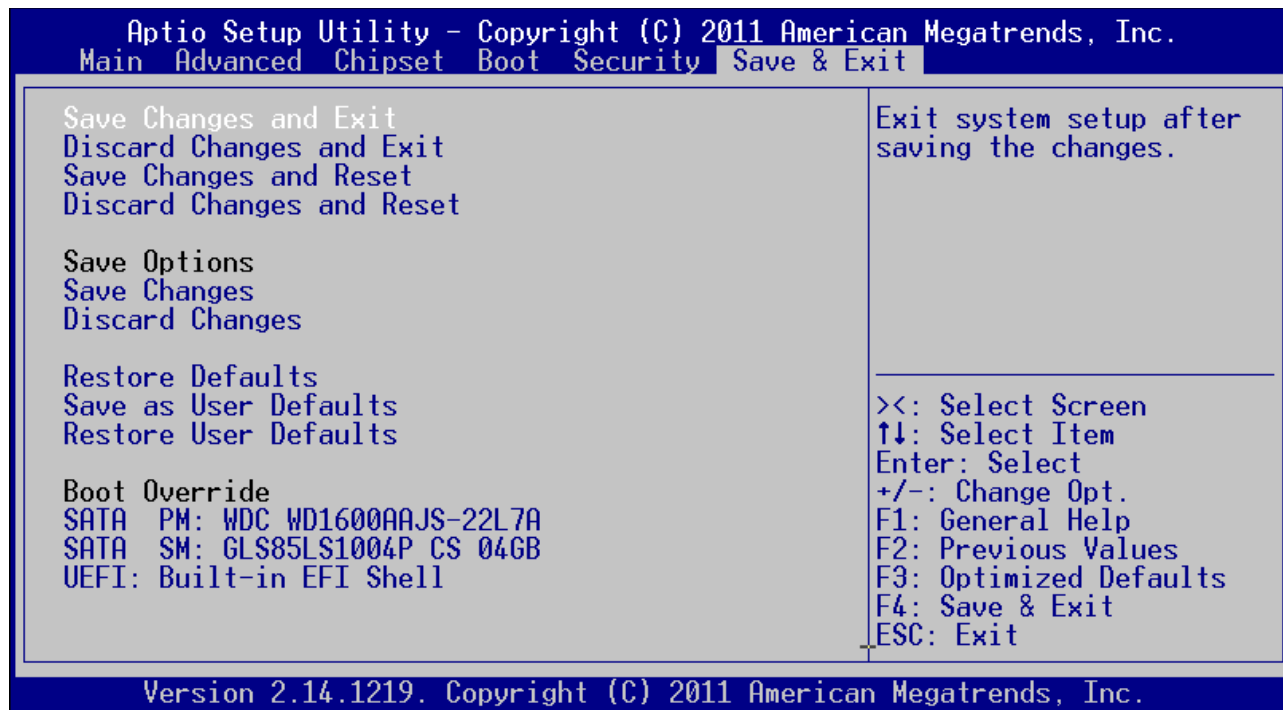 Aptio Setup Utility - Copyright (C) 2011 American Megatrends, Inc.
Main Advanced Chipset Boot Security Save & Exit
Save Changes and Exit
Discard Changes and Exit
Save Changes and Reset
Discard Changes and Reset
Save Options
Save Changes
Discard Changes
Restore Defaults
Save as User Defaults
Restore User Defaults
Boot Override
SATA PM: WDC WD1600AAJS-22L7A
SATA SM: GLS85LS1004P CS 04GB
UEFI: Built-in EFI Shell
Exit system setup after
saving the changes.
><: Select Screen
↑↓: Select Item
Enter: Select
+/-: Change Opt.
F1: General Help
F2: Previous Values
F3: Optimized Defaults
F4: Save & Exit
ESC: Exit
Version 2.14.1219. Copyright (C) 2011 American Megatrends, Inc.